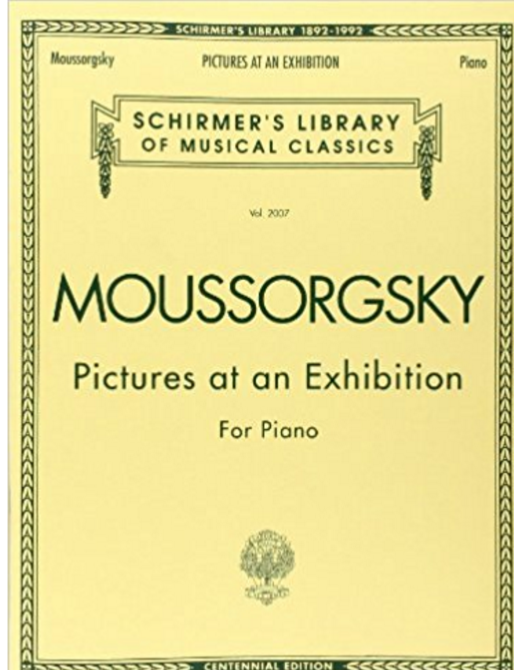 SCHIRMER'S LIBRARY 1892-1992
Moussorgsky PICTURES AT AN EXHIBITION Piano
SCHIRMER'S LIBRARY
OF MUSICAL CLASSICS
Vol. 2007
MOUSSORGSKY
Pictures at an Exhibition
For Piano
CENTENNIAL EDITION